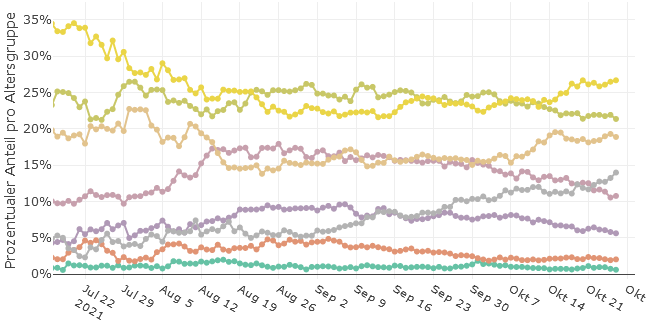 Prozentualer Anteil pro Altersgruppe
35%
30%
25%
20%
15%
10%
5%
0%
Jul 22
2021
Jul 29
Aug 5
Aug 12
Aug 19
Aug 26
Sep 2
Sep 9
Sep 16
Sep 23
Sep 30
Okt 7
Okt 14
Okt 21
Okt